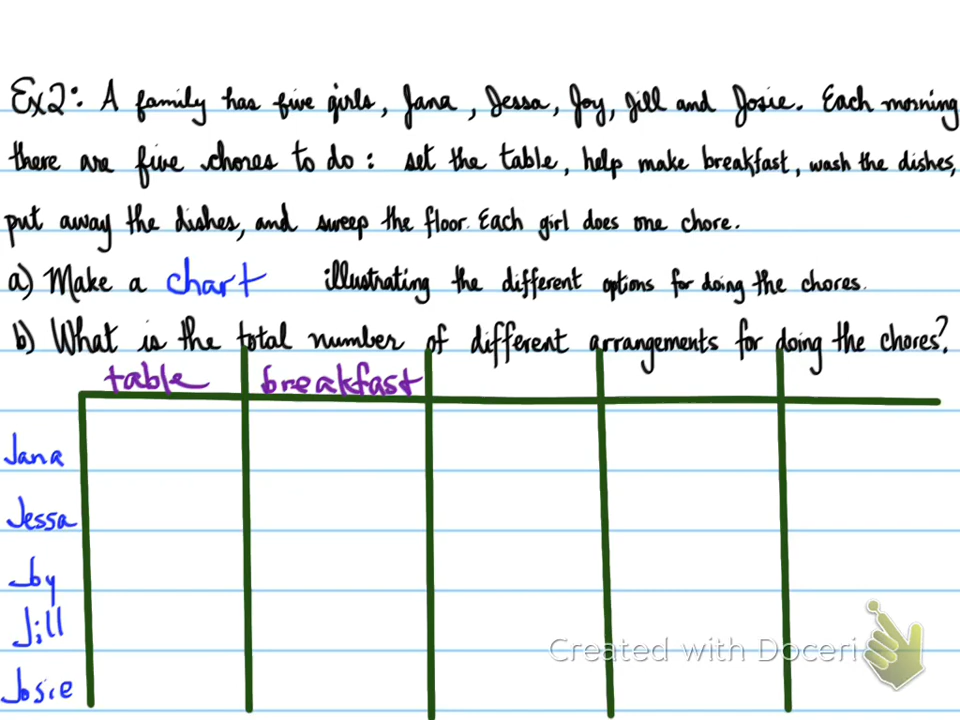 Ex2: A family has five girls, Jana, Jessa, Joy, Jill and Josie. Each morning
there are five chores to do: set the table, help make breakfast, wash the dishes,
put away the dishes, and sweep the floor. Each girl does one chore.
a) Make a chart illustrating the different options for doing the chores.
b) What is the total number of different arrangements for doing the chores?
table breakfast
Jana
Jessa
Joy
Jill
Josie
Created with Doceri